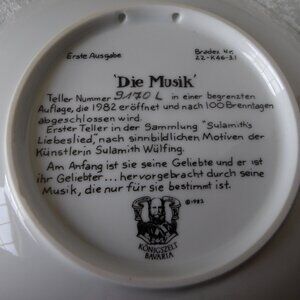 Erste Ausgabe
Bradex Nr.
22-K46-3.1
'Die Musik'
Teller Nummer 9170 L in einer begrenzten
Auflage, die 1982 eröffnet und nach 100 Brenntagen
abgeschlossen wird.
Erster Teller in der Sammlung "Sulamith's
Liebeslied," nach sinnbildlichen Motiven der
Künstlerin Sulamith Wülfing.
Am Anfang ist sie seine Geliebte und er ist
ihr Geliebter... hervorgebracht durch seine
Musik, die nur für sie bestimmt ist.
©1982
KÖNIGSZELT
BAVARIA